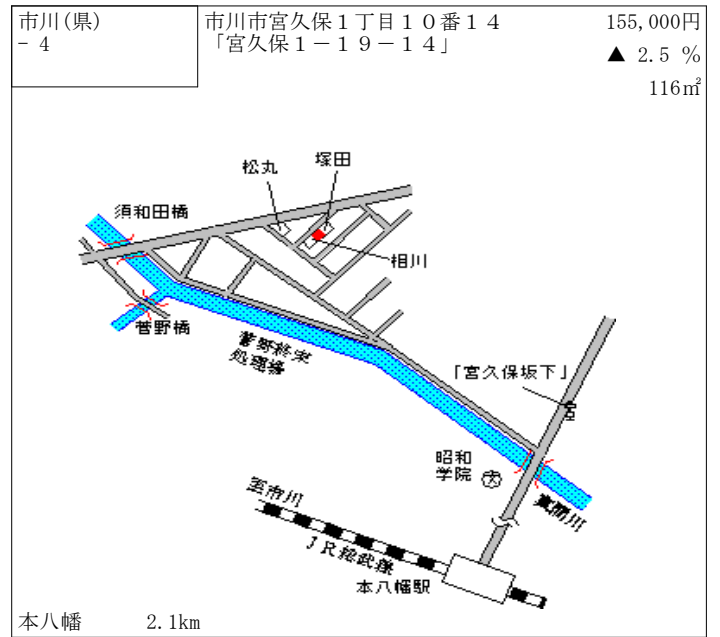 市川(県)
- 4
市川市宮久保1丁目10番14
「宮久保1-19-14」
155,000円
▲ 2.5 %
116㎡
松丸
塚田
須和田橋
相川
菅野橋
菅野終末
処理場
「宮久保坂下」
昭和
学院
真間川
至市川
JR総武線
本八幡駅
本八幡 2.1km